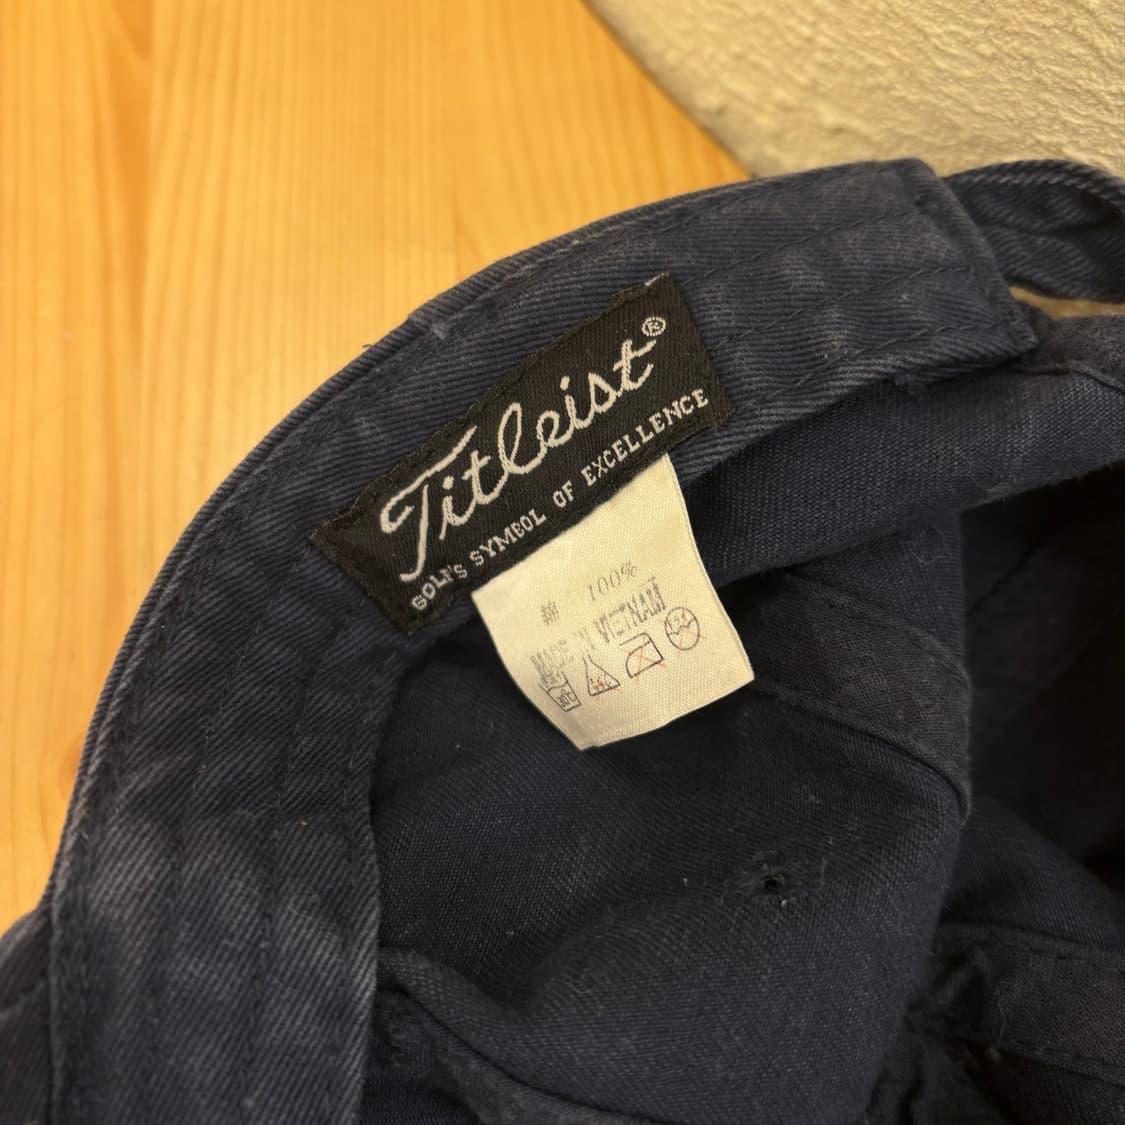 Titleist®
GOLF'S SYMBOL OF EXCELLENCE
綿 100%
MADE IN VIETNAM